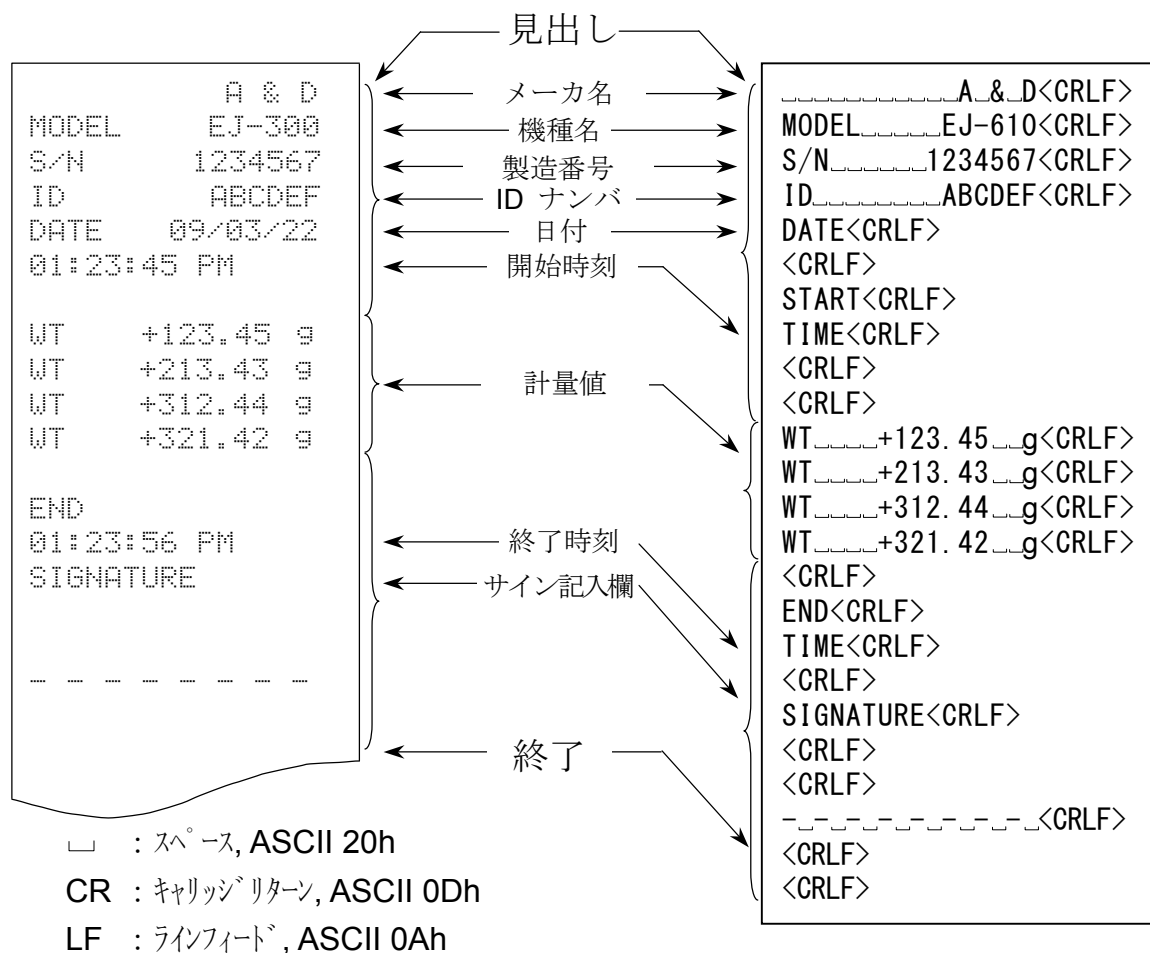 見出し
A & D
MODEL EJ-300
S/N 1234567
ID ABCDEF
DATE 09/03/22
01:23:45 PM
WT +123.45 g
WT +213.43 g
WT +312.44 g
WT +321.42 g
END
01:23:56 PM
SIGNATURE
_ _ _ _ _ _ _ _
メーカ名
機種名
製造番号
ID ナンバ
日付
開始時刻
計量値
終了時刻
サイン記入欄
終了
␣␣␣␣␣␣␣␣␣␣␣A␣&␣D<CRLF>
MODEL␣␣␣␣␣EJ-610<CRLF>
S/N␣␣␣␣␣␣1234567<CRLF>
ID␣␣␣␣␣␣␣␣ABCDEF<CRLF>
DATE<CRLF>
<CRLF>
START<CRLF>
TIME<CRLF>
<CRLF>
<CRLF>
WT␣␣␣␣+123.45␣␣g<CRLF>
WT␣␣␣␣+213.43␣␣g<CRLF>
WT␣␣␣␣+312.44␣␣g<CRLF>
WT␣␣␣␣+321.42␣␣g<CRLF>
<CRLF>
END<CRLF>
TIME<CRLF>
<CRLF>
SIGNATURE<CRLF>
<CRLF>
<CRLF>
-␣-␣-␣-␣-␣-␣-␣-␣<CRLF>
<CRLF>
<CRLF>
␣ : スペース, ASCII 20h
CR : キャリッジリターン, ASCII 0Dh
LF : ラインフィード, ASCII 0Ah